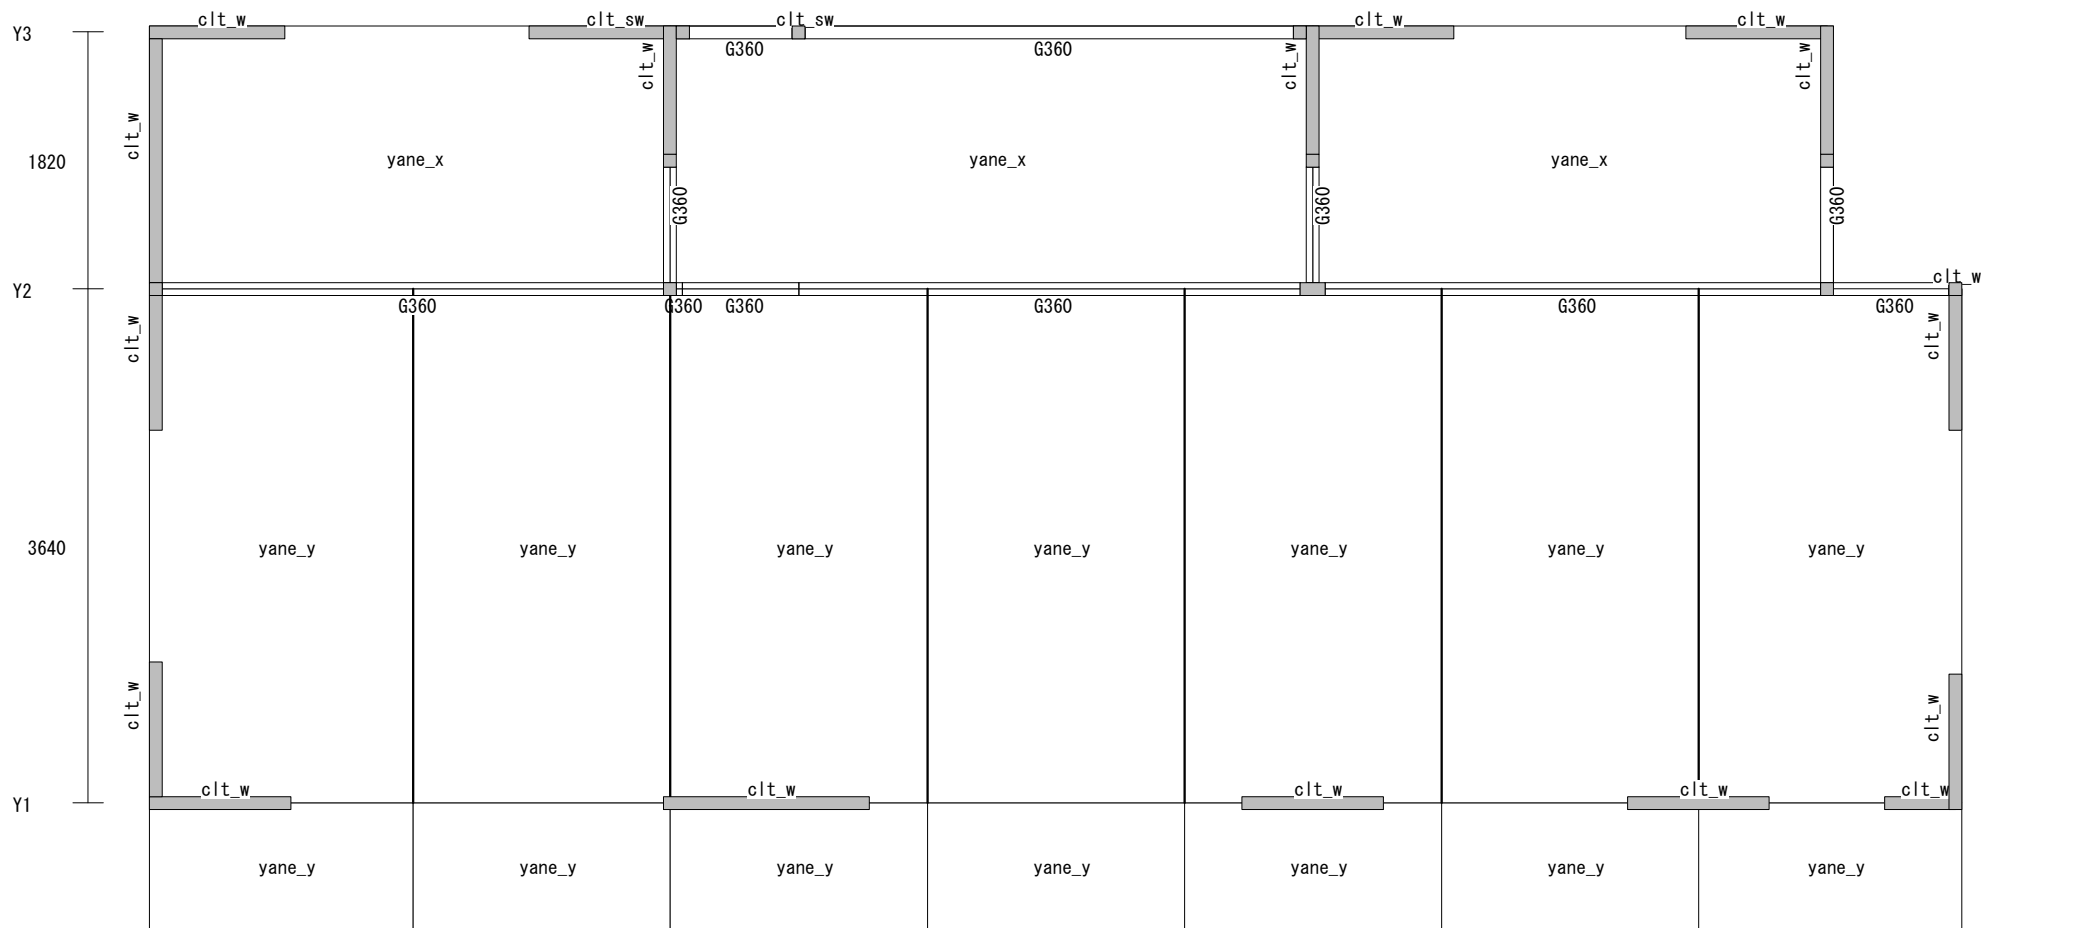 clt_w clt_sw clt_sw clt_w clt_w
Y3
G360 G360
clt_w clt_w clt_w
clt_w
1820
yane_x yane_x yane_x
G360 G360 G360
clt_w
Y2
G360 G360 G360 G360 G360 G360
clt_w clt_w
3640
yane_y yane_y yane_y yane_y yane_y yane_y yane_y
clt_w clt_w
clt_w clt_w clt_w clt_w clt_w
Y1
yane_y yane_y yane_y yane_y yane_y yane_y yane_y